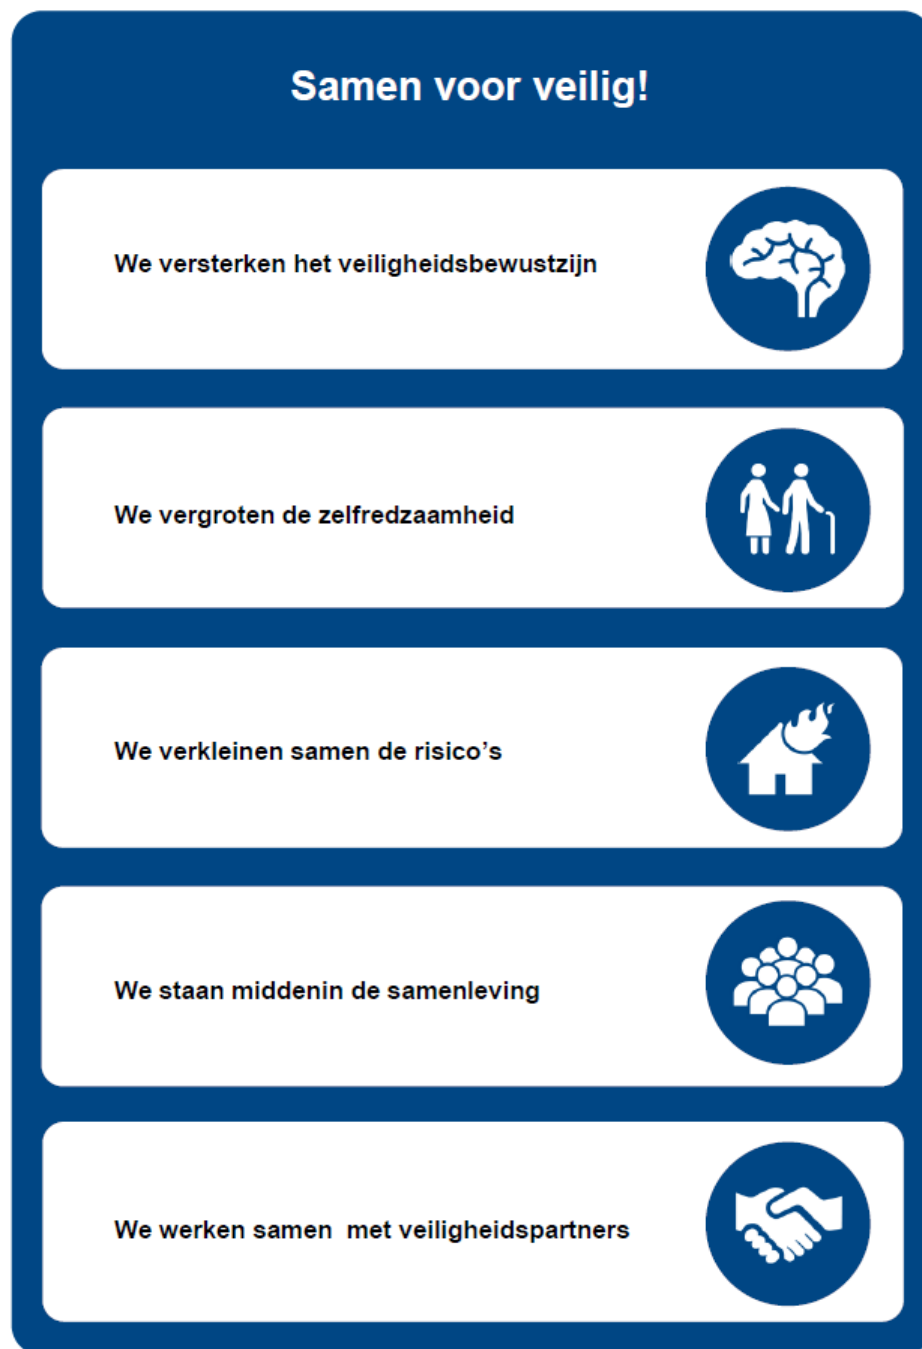 Samen voor veilig!
We versterken het veiligheidsbewustzijn
We vergroten de zelfredzaamheid
We verkleinen samen de risico’s
We staan middenin de samenleving
We werken samen  met veiligheidspartners